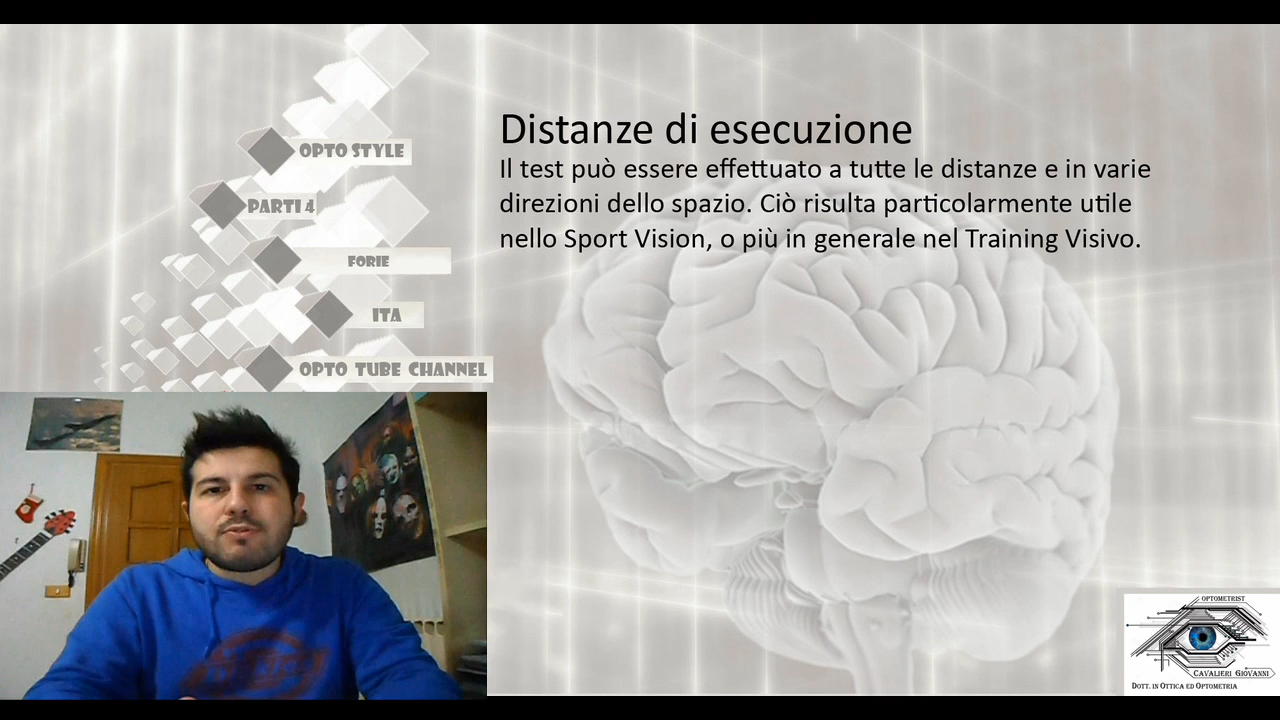 Distanze di esecuzione
Il test può essere effettuato a tutte le distanze e in varie
direzioni dello spazio. Ciò risulta particolarmente utile
nello Sport Vision, o più in generale nel Training Visivo.
OPTO STYLE
PARTI 4
FORIE
ITA
OPTO TUBE CHANNEL
OPTOMETRIST
CAVALIERI GIOVANNI
DOTT. IN OTTICA ED OPTOMETRIA